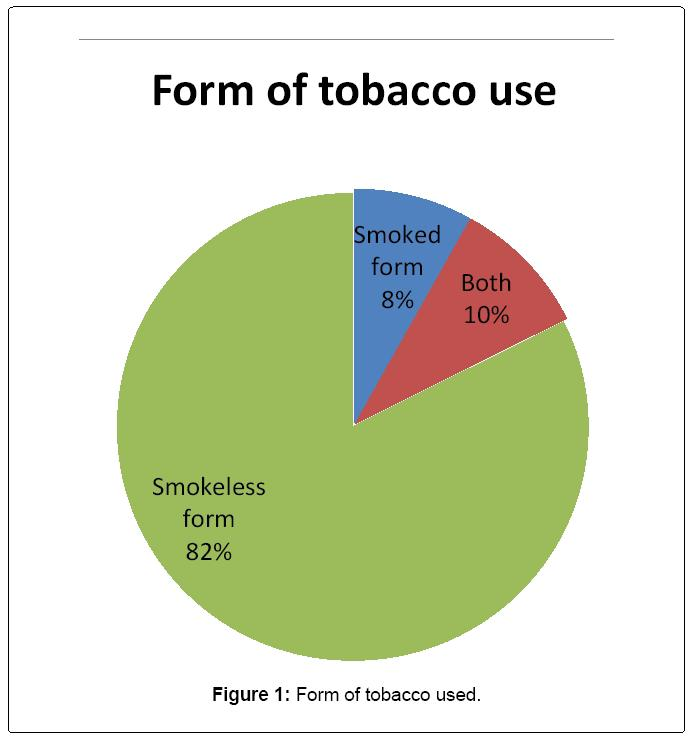 Form of tobacco use
Smoked
form
8%
Both
10%
Smokeless
form
82%
Figure 1: Form of tobacco used.